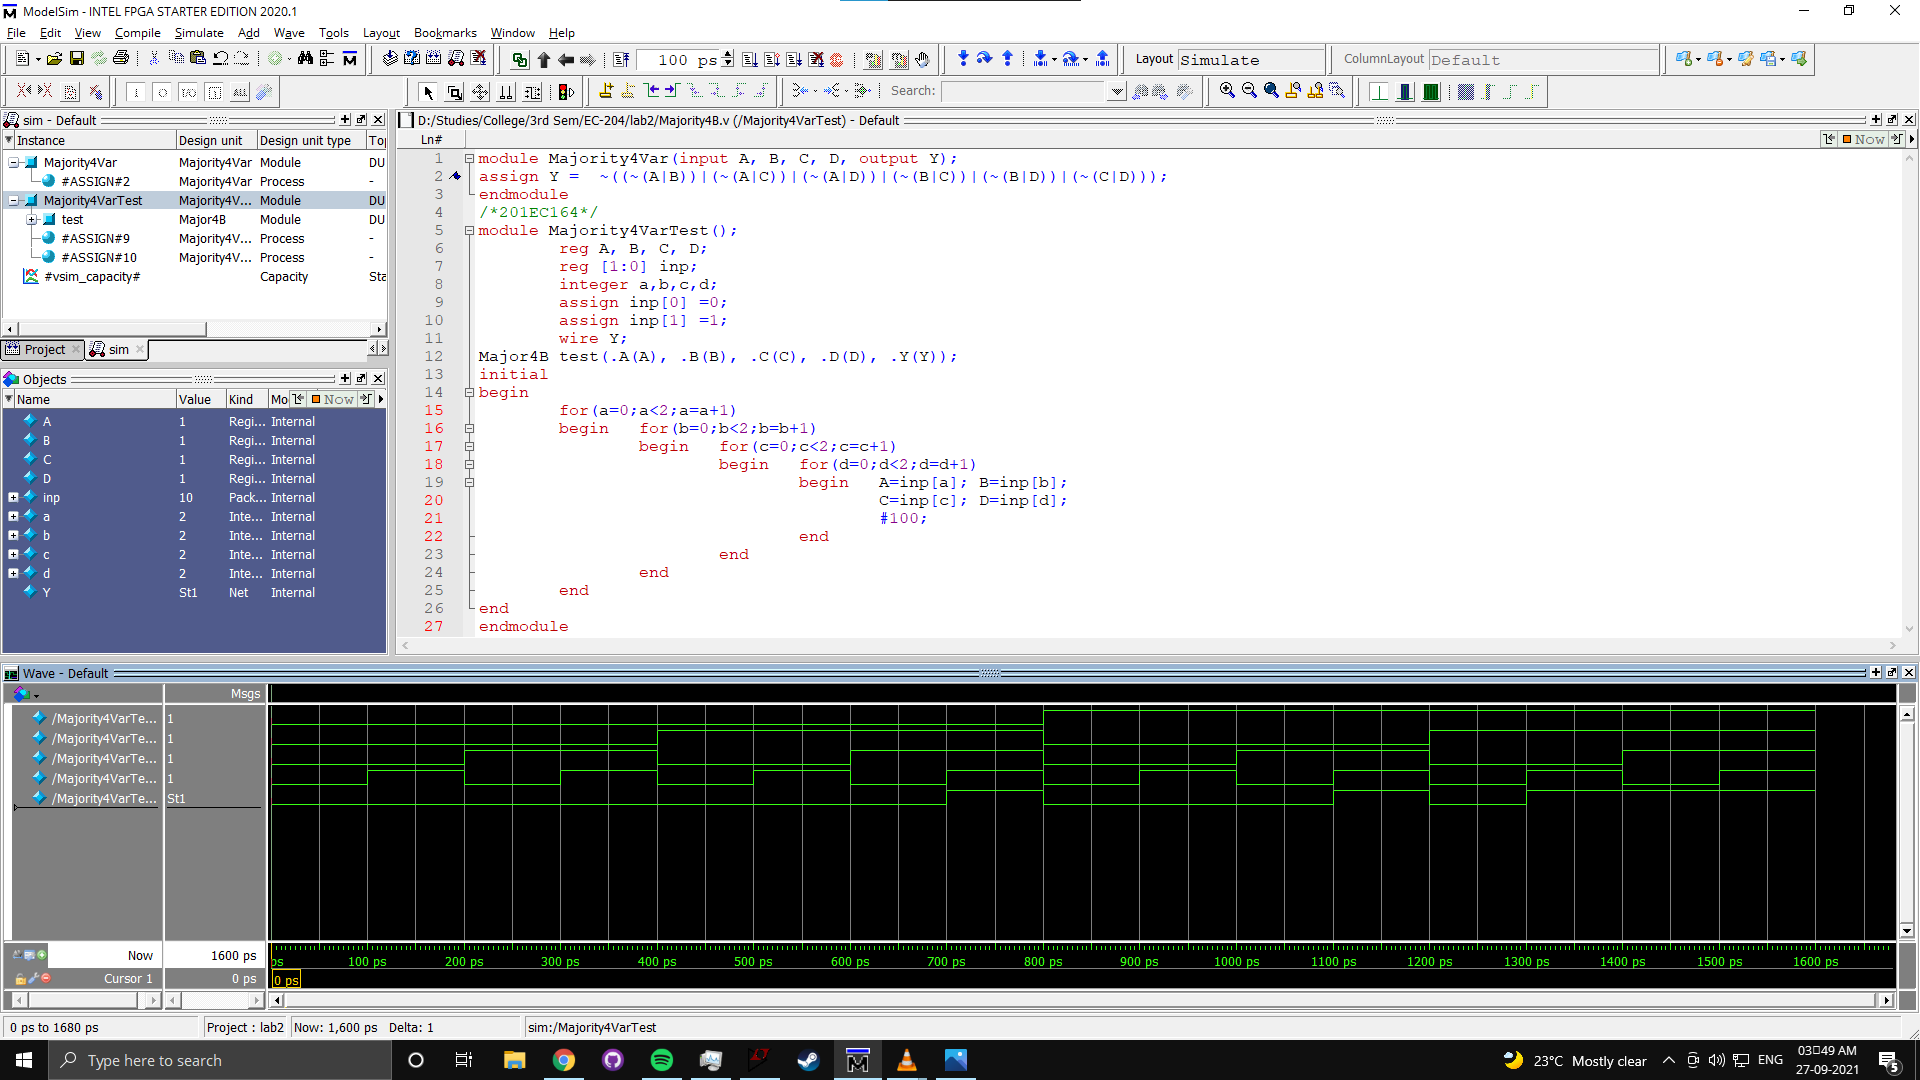 ModelSim - INTEL FPGA STARTER EDITION 2020.1
File Edit View Compile Simulate Add Wave Tools Layout Bookmarks Window Help
100 ps
Layout Simulate
ColumnLayout Default
Search:
sim - Default
Instance Design unit Design unit type Top
Majority4Var Majority4Var Module DU
#ASSIGN#2 Majority4Var Process -
Majority4VarTest Majority4V... Module DU
test Major4B Module DU
#ASSIGN#9 Majority4V... Process -
#ASSIGN#10 Majority4V... Process -
#vsim_capacity# Capacity Sta
Project sim
Objects
Name Value Kind Mo Now
A 1 Regi... Internal
B 1 Regi... Internal
C 1 Regi... Internal
D 1 Regi... Internal
inp 10 Pack... Internal
a 2 Inte... Internal
b 2 Inte... Internal
c 2 Inte... Internal
d 2 Inte... Internal
Y St1 Net Internal
D:/Studies/College/3rd Sem/EC-204/lab2/Majority4B.v (/Majority4VarTest) - Default
Ln# Now
1 module Majority4Var(input A, B, C, D, output Y);
2 assign Y = ~((~(A|B))|(~(A|C))|(~(A|D))|(~(B|C))|(~(B|D))|(~(C|D)));
3 endmodule
4 /*201EC164*/
5 module Majority4VarTest();
6 reg A, B, C, D;
7 reg [1:0] inp;
8 integer a,b,c,d;
9 assign inp[0] =0;
10 assign inp[1] =1;
11 wire Y;
12 Major4B test(.A(A), .B(B), .C(C), .D(D), .Y(Y));
13 initial
14 begin
15 for(a=0;a<2;a=a+1)
16 begin for(b=0;b<2;b=b+1)
17 begin for(c=0;c<2;c=c+1)
18 begin for(d=0;d<2;d=d+1)
19 begin A=inp[a]; B=inp[b];
20 C=inp[c]; D=inp[d];
21 #100;
22 end
23 end
24 end
25 end
26 end
27 endmodule
Wave - Default
Msgs
/Majority4VarTe... 1
/Majority4VarTe... 1
/Majority4VarTe... 1
/Majority4VarTe... 1
/Majority4VarTe... St1
Now 1600 ps
ps 100 ps 200 ps 300 ps 400 ps 500 ps 600 ps 700 ps 800 ps 900 ps 1000 ps 1100 ps 1200 ps 1300 ps 1400 ps 1500 ps 1600 ps
Cursor 1 0 ps
0 ps
0 ps to 1680 ps Project : lab2 Now: 1,600 ps Delta: 1 sim:/Majority4VarTest
Type here to search
23°C Mostly clear ENG
03:49 AM
27-09-2021
5